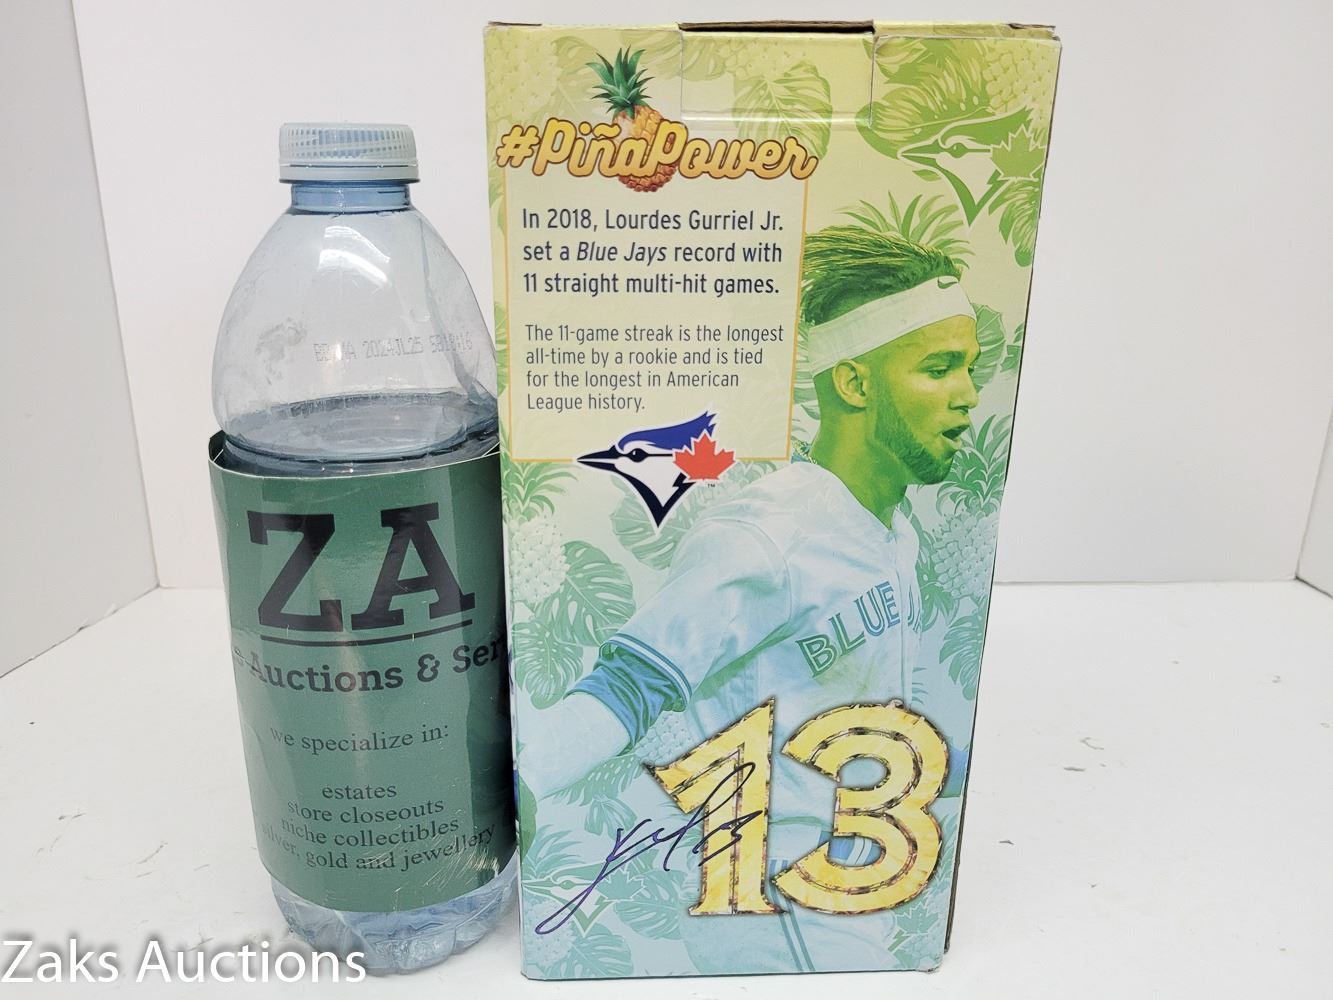 #PiñaPower
In 2018, Lourdes Gurriel Jr.
set a Blue Jays record with
11 straight multi-hit games.
The 11-game streak is the longest
all-time by a rookie and is tied
for the longest in American
League history.
TM
BLUE J
13
2024JL25
ZA
Auctions & Ser
we specialize in:
estates
store closeouts
niche collectibles
silver, gold and jewellery
Zaks Auctions